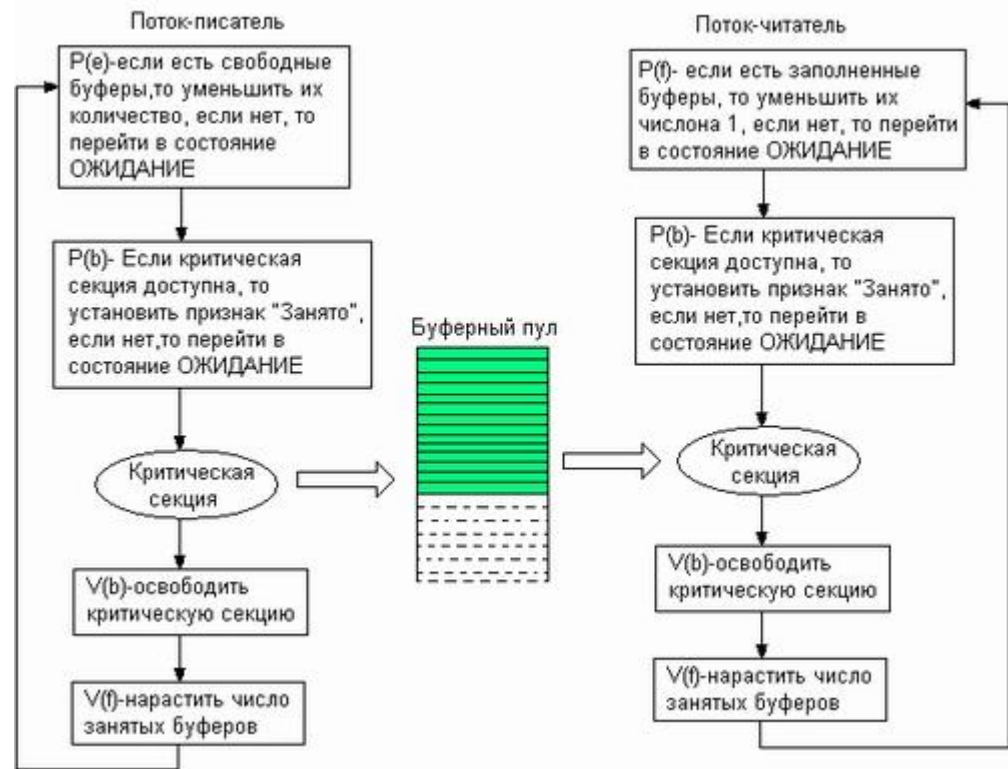 Поток-писатель
P(e)-если есть свободные
буферы,то уменьшить их
количество, если нет, то
перейти в состояние
ОЖИДАНИЕ
P(b)- Если критическая
секция доступна, то
установить признак "Занято",
если нет,то перейти в
состояние ОЖИДАНИЕ
Критическая
секция
V(b)-освободить
критическую секцию
V(f)-нарастить число
занятых буферов
Буферный пул
Поток-читатель
P(f)- если есть заполненные
буферы, то уменьшить их
числона 1, если нет, то перейти
в состояние ОЖИДАНИЕ
P(b)- Если критическая
секция доступна, то
установить признак "Занято",
если нет,то перейти в
состояние ОЖИДАНИЕ
Критическая
секция
V(b)-освободить
критическую секцию
V(f)-нарастить число
занятых буферов